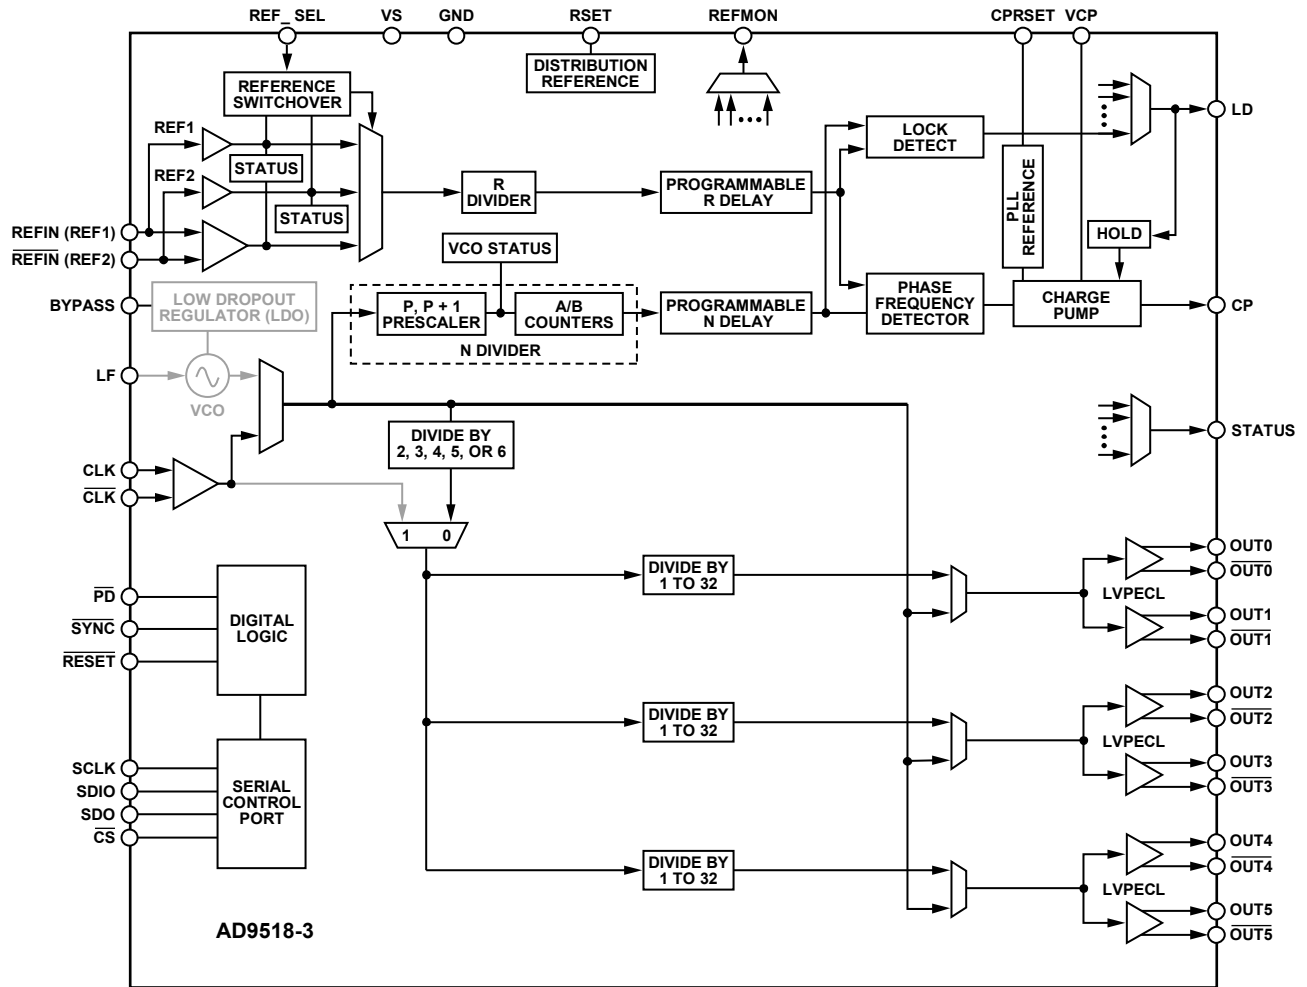 REF_ SEL
VS
GND
RSET
REFMON
CPRSET
VCP
DISTRIBUTION
REFERENCE
REFERENCE
SWITCHOVER
REF1
STATUS
REF2
STATUS
REFIN (REF1)
REFIN (REF2)
BYPASS
LF
LOW DROPOUT
REGULATOR (LDO)
VCO
R
DIVIDER
VCO STATUS
P, P + 1
PRESCALER
A/B
COUNTERS
N DIVIDER
PROGRAMMABLE
R DELAY
PROGRAMMABLE
N DELAY
LOCK
DETECT
PHASE
FREQUENCY
DETECTOR
PLL
REFERENCE
HOLD
CHARGE
PUMP
LD
CP
STATUS
DIVIDE BY
2, 3, 4, 5, OR 6
CLK
CLK
1 0
PD
SYNC
RESET
DIGITAL
LOGIC
SCLK
SDIO
SDO
CS
SERIAL
CONTROL
PORT
DIVIDE BY
1 TO 32
LVPECL
OUT0
OUT0
OUT1
OUT1
DIVIDE BY
1 TO 32
LVPECL
OUT2
OUT2
OUT3
OUT3
DIVIDE BY
1 TO 32
LVPECL
OUT4
OUT4
OUT5
OUT5
AD9518-3